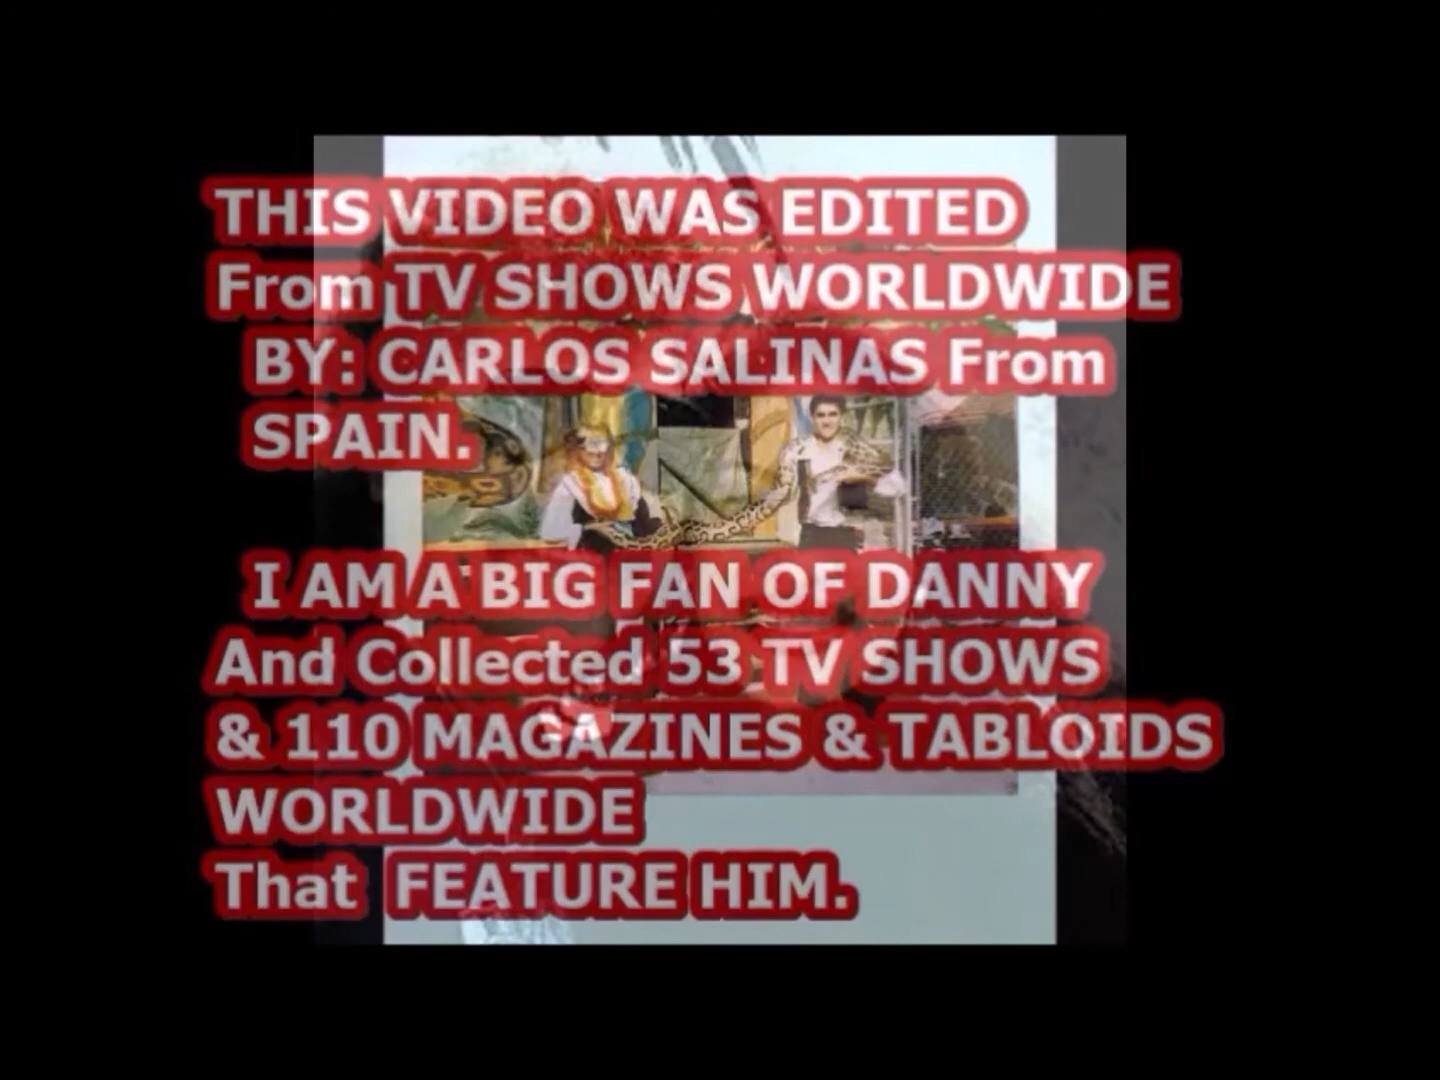 THIS VIDEO WAS EDITED
From TV SHOWS WORLDWIDE
BY: CARLOS SALINAS From
SPAIN.
I AM A BIG FAN OF DANNY
And Collected 53 TV SHOWS
& 110 MAGAZINES & TABLOIDS
WORLDWIDE
That FEATURE HIM.